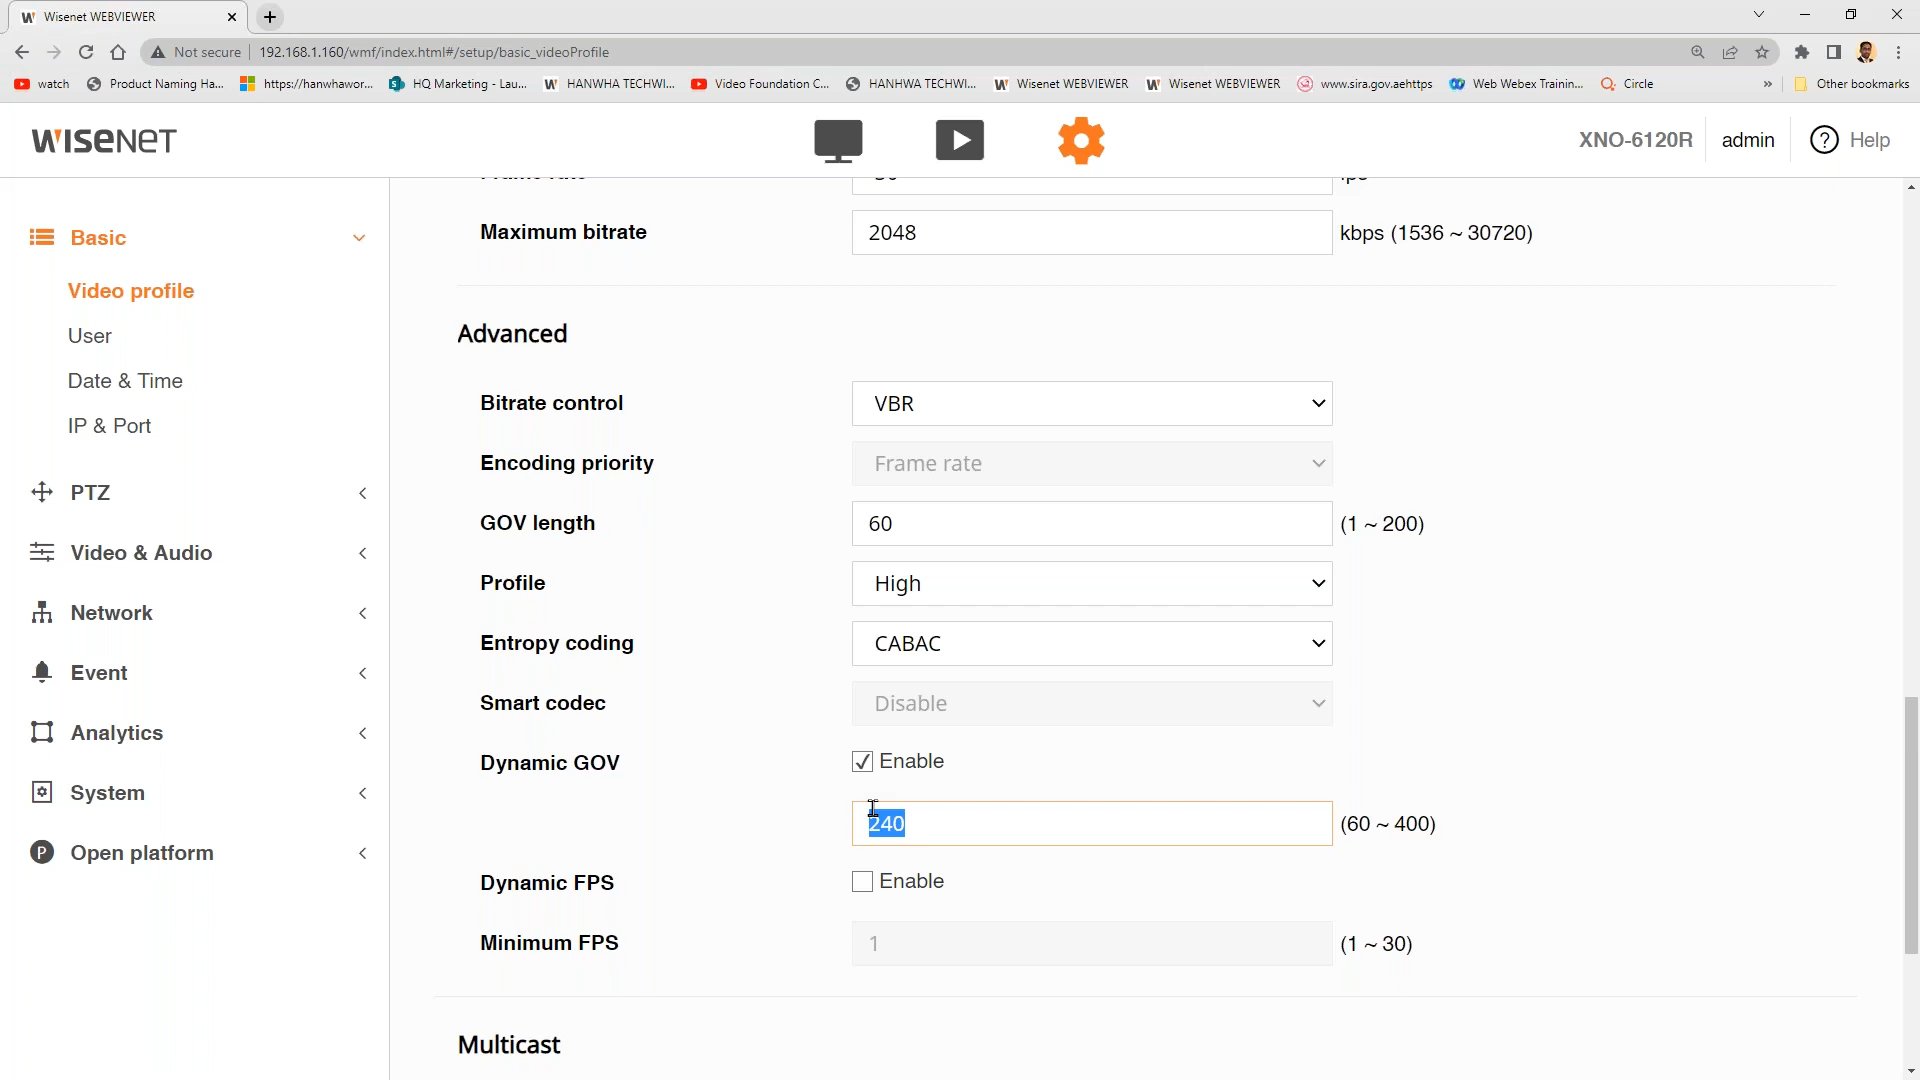 Wisenet WEBVIEWER
Not secure 192.168.1.160/wmf/index.html#/setup/basic_videoProfile
watch Product Naming Ha... https://hanwhawor... HQ Marketing - Lau... HANWHA TECHWI... Video Foundation C... HANHWA TECHWI... Wisenet WEBVIEWER Wisenet WEBVIEWER www.sira.gov.aehttps Web Webex Trainin... Circle » Other bookmarks
WISENET XNO-6120R admin ? Help
Maximum bitrate 2048 kbps (1536 ~ 30720)
Basic
Video profile
User
Date & Time
IP & Port
PTZ
Video & Audio
Network
Event
Analytics
System
P Open platform
Advanced
Bitrate control VBR
Encoding priority Frame rate
GOV length 60 (1 ~ 200)
Profile High
Entropy coding CABAC
Smart codec Disable
Dynamic GOV Enable
240 (60 ~ 400)
Dynamic FPS Enable
Minimum FPS 1 (1 ~ 30)
Multicast